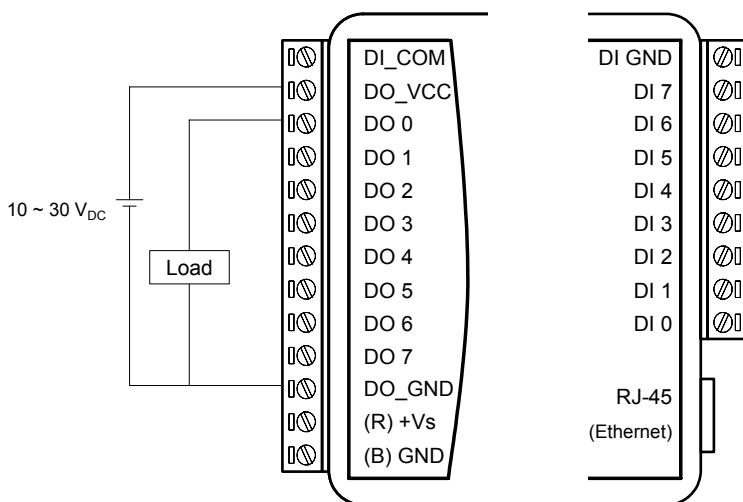 DI_COM
DO_VCC
DO 0
DO 1
DO 2
DO 3
DO 4
DO 5
DO 6
DO 7
DO_GND
(R) +Vs
(B) GND
10 ~ 30 VDC
Load
DI GND
DI 7
DI 6
DI 5
DI 4
DI 3
DI 2
DI 1
DI 0
RJ-45
(Ethernet)